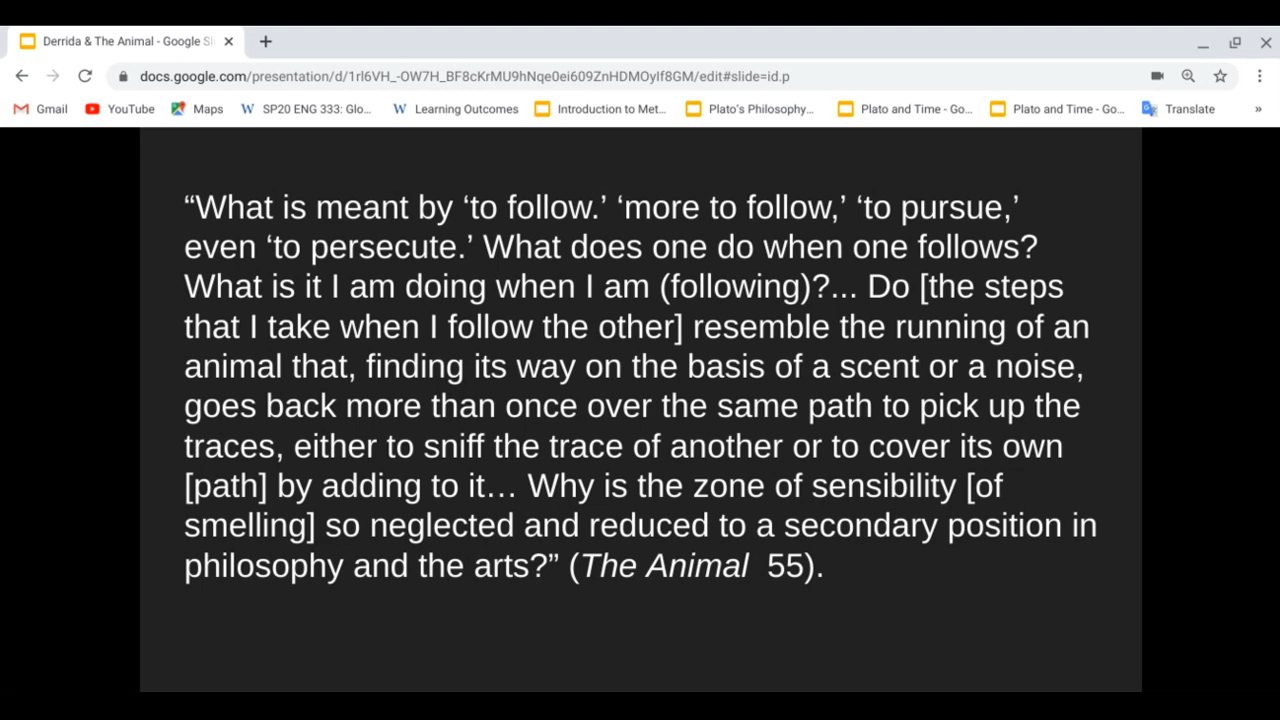 Derrida & The Animal - Google Sl
docs.google.com/presentation/d/1rl6VH_-OW7H_BF8cKrMU9hNqe0ei609ZnHDMOyIf8GM/edit#slide=id.p
Gmail YouTube Maps SP20 ENG 333: Glo... Learning Outcomes Introduction to Met... Plato's Philosophy... Plato and Time - Go... Plato and Time - Go... Translate »
“What is meant by ‘to follow.’ ‘more to follow,’ ‘to pursue,’
even ‘to persecute.’ What does one do when one follows?
What is it I am doing when I am (following)?... Do [the steps
that I take when I follow the other] resemble the running of an
animal that, finding its way on the basis of a scent or a noise,
goes back more than once over the same path to pick up the
traces, either to sniff the trace of another or to cover its own
[path] by adding to it… Why is the zone of sensibility [of
smelling] so neglected and reduced to a secondary position in
philosophy and the arts?” (The Animal 55).